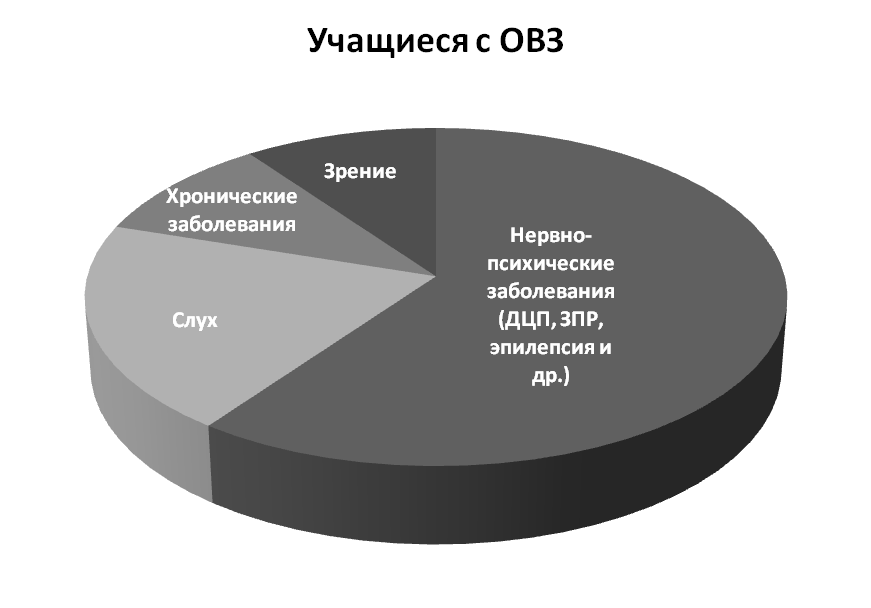 Учащиеся с ОВЗ
Зрение
Хронические
заболевания
Слух
Нервно-
психические
заболевания
(ДЦП, ЗПР,
эпилепсия и
др.)